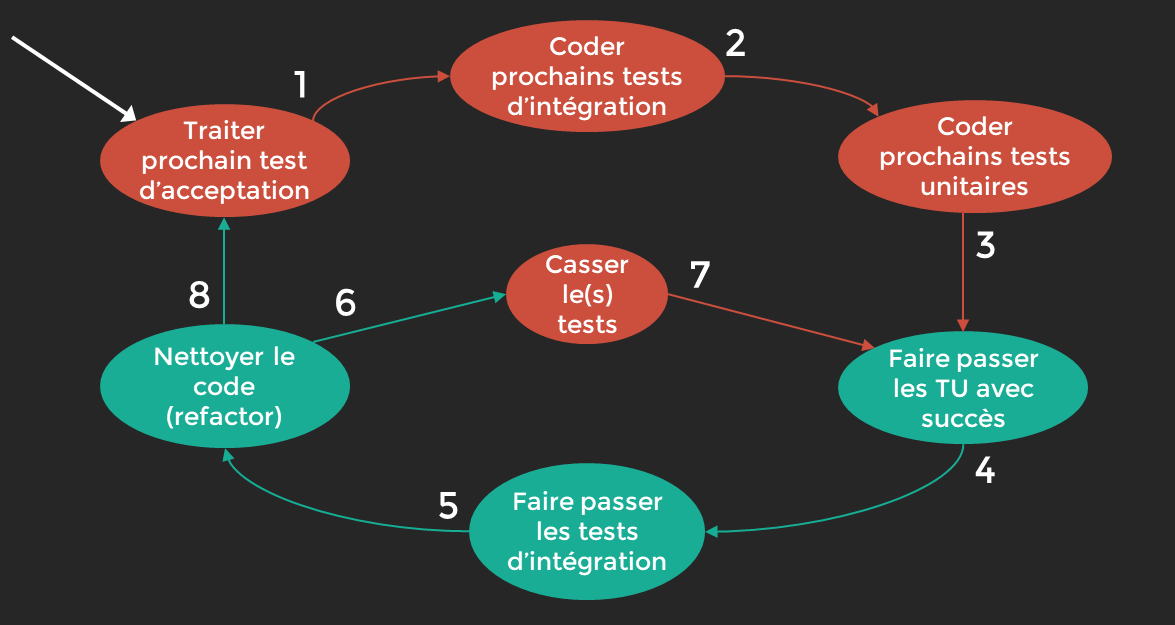 1
Traiter
prochain test
d'acceptation
Coder
prochains tests
d'intégration
2
Coder
prochains tests
unitaires
3
Casser
le(s)
tests
7
6
8
Nettoyer le
code
(refactor)
Faire passer
les TU avec
succès
4
5
Faire passer
les tests
d'intégration